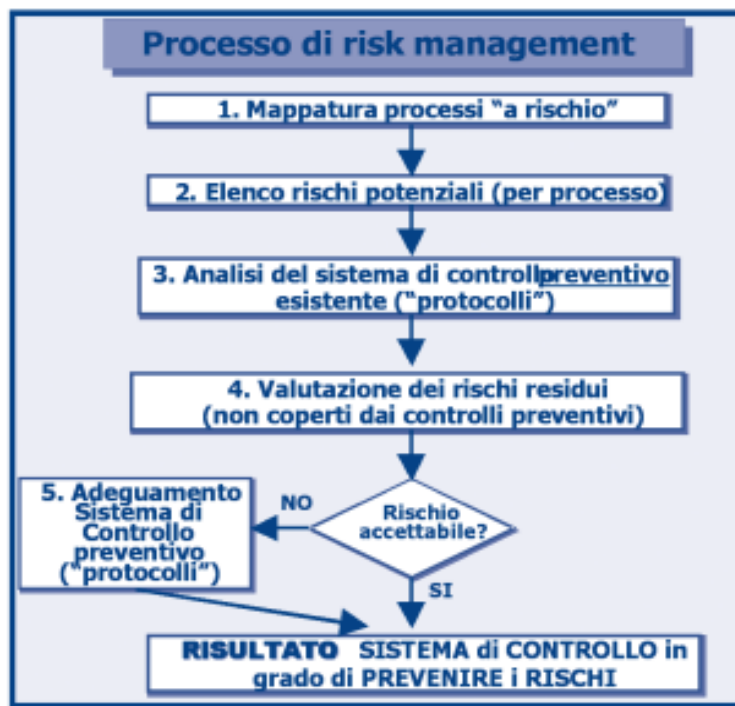 Processo di risk management
1. Mappatura processi “a rischio”
2. Elenco rischi potenziali (per processo)
3. Analisi del sistema di controllo preventivo
esistente (“protocolli”)
4. Valutazione dei rischi residui
(non coperti dai controlli preventivi)
Rischio
accettabile?
NO
5. Adeguamento
Sistema di
Controllo
preventivo
(“protocolli”)
SI
RISULTATO SISTEMA di CONTROLLO in
grado di PREVENIRE i RISCHI